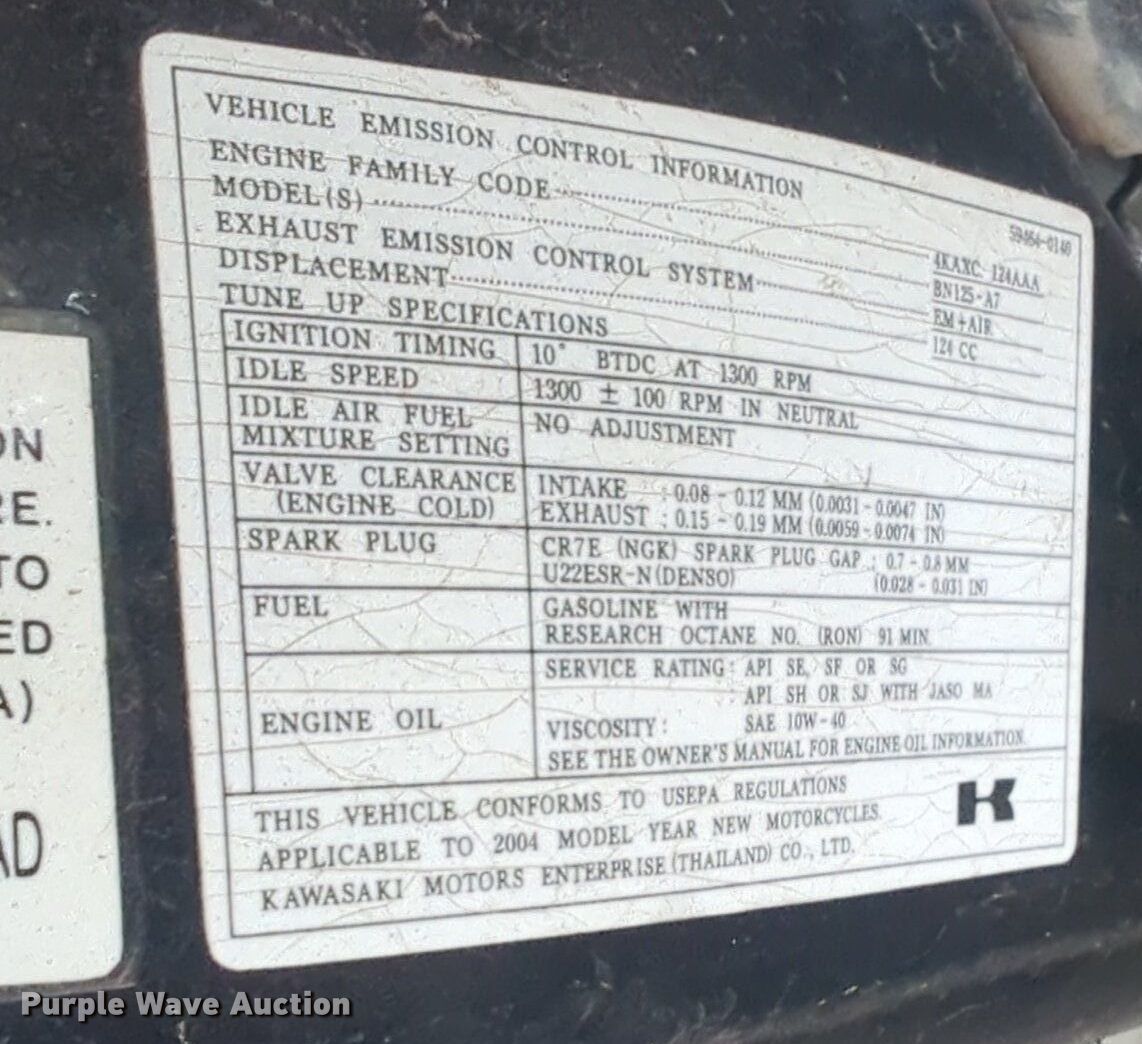 VEHICLE EMISSION CONTROL INFORMATION
59464-0140
ENGINE FAMILY CODE 4KAXC .124AAA
MODEL(S) BN125-A7
EXHAUST EMISSION CONTROL SYSTEM EM+AIR
DISPLACEMENT 124 CC
TUNE UP SPECIFICATIONS
IGNITION TIMING 10° BTDC AT 1300 RPM
IDLE SPEED 1300 ± 100 RPM IN NEUTRAL
IDLE AIR FUEL NO ADJUSTMENT
MIXTURE SETTING
VALVE CLEARANCE INTAKE : 0.08 - 0.12 MM (0.0031 - 0.0047 IN)
(ENGINE COLD) EXHAUST : 0.15 - 0.19 MM (0.0059 - 0.0074 IN)
SPARK PLUG CR7E (NGK) SPARK PLUG GAP : 0.7 - 0.8 MM
U22ESR-N(DENSO) (0.028 - 0.031 IN)
FUEL GASOLINE WITH
RESEARCH OCTANE NO. (RON) 91 MIN.
ENGINE OIL SERVICE RATING : API SE, SF OR SG
: API SH OR SJ WITH JASO MA
VISCOSITY : SAE 10W-40
SEE THE OWNER'S MANUAL FOR ENGINE OIL INFORMATION.
THIS VEHICLE CONFORMS TO USEPA REGULATIONS
APPLICABLE TO 2004 MODEL YEAR NEW MOTORCYCLES.
KAWASAKI MOTORS ENTERPRISE (THAILAND) CO., LTD.
K
ON
RE.
TO
ED
A)
AD
Purple Wave Auction